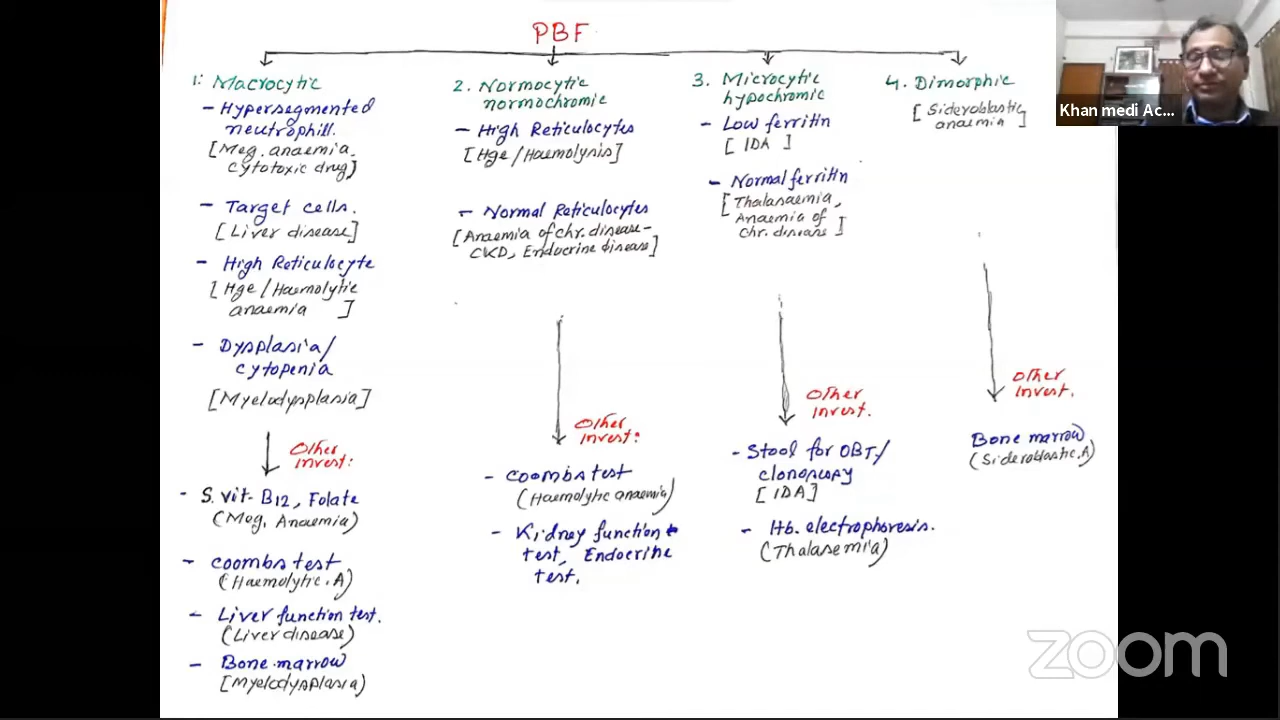 PBF
1: Macrocytic
- Hypersegmented
neutrophill.
[Meg. anaemia.
cytotoxic drug]
- Target cells.
[Liver disease]
- High Reticulocyte
[Hge / Haemolytic
anaemia ]
- Dysplasia/
cytopenia
[Myelodysplasia]
Other
invest:
- S. vit- B12, Folate
(Meg. Anaemia)
- coombs test
(Haemolytic. A)
- Liver function test.
(Liver disease)
- Bone marrow
[Myelodysplasia)
2. Normocytic
normochromic
- High Reticulocytes
[Hge / Haemolysis]
- Normal Reticulocytes
[Anaemia of chr. disease -
CKD, Endocrine disease]
Other
invest:
- coombs test
(Haemolytic anaemia)
- Kidney function
test, Endocrine
test.
3. Microcytic
hypochromic
- Low ferritin
[ IDA ]
- Normal ferritin
[ Thalasaemia,
Anaemia of
chr. disease ]
Other
invest.
- Stool for OBT/
clonoscopy
[ IDA ]
- Hb. electrophoresis.
(Thalasemia)
4. Dimorphic
[ Sideroblastic
anaemia ]
Other
invest.
Bone marrow
(Sideroblastic. A)
Khan medi Ac...
zoom